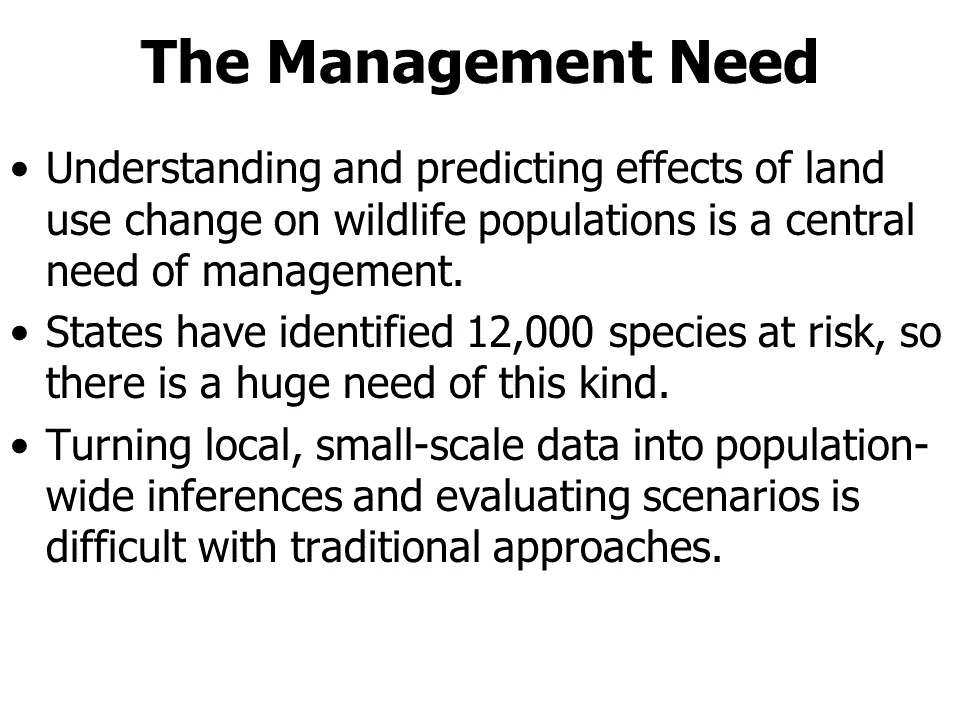 The Management Need
• Understanding and predicting effects of land
use change on wildlife populations is a central
need of management.
• States have identified 12,000 species at risk, so
there is a huge need of this kind.
• Turning local, small-scale data into population-
wide inferences and evaluating scenarios is
difficult with traditional approaches.